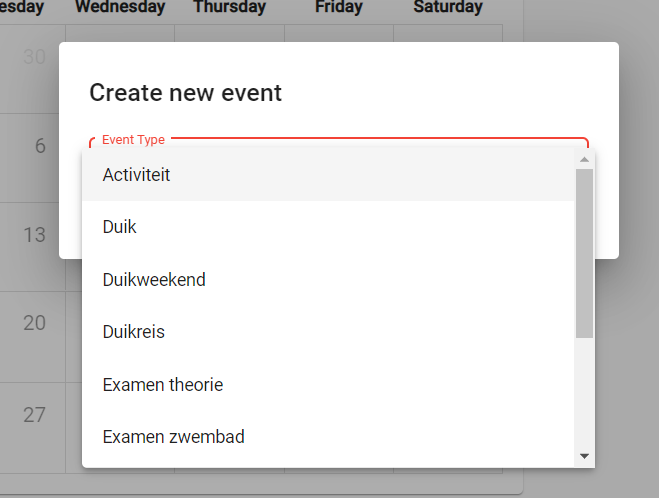 esday Wednesday Thursday Friday Saturday
30
Create new event
6
Event Type
Activiteit
Duik
13
Duikweekend
20
Duikreis
Examen theorie
27
Examen zwembad